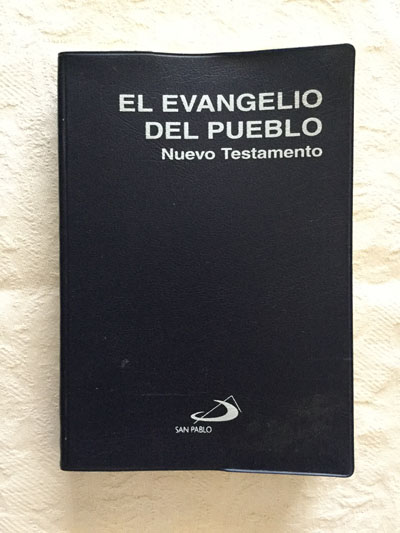 EL EVANGELIO
DEL PUEBLO
Nuevo Testamento
SAN PABLO